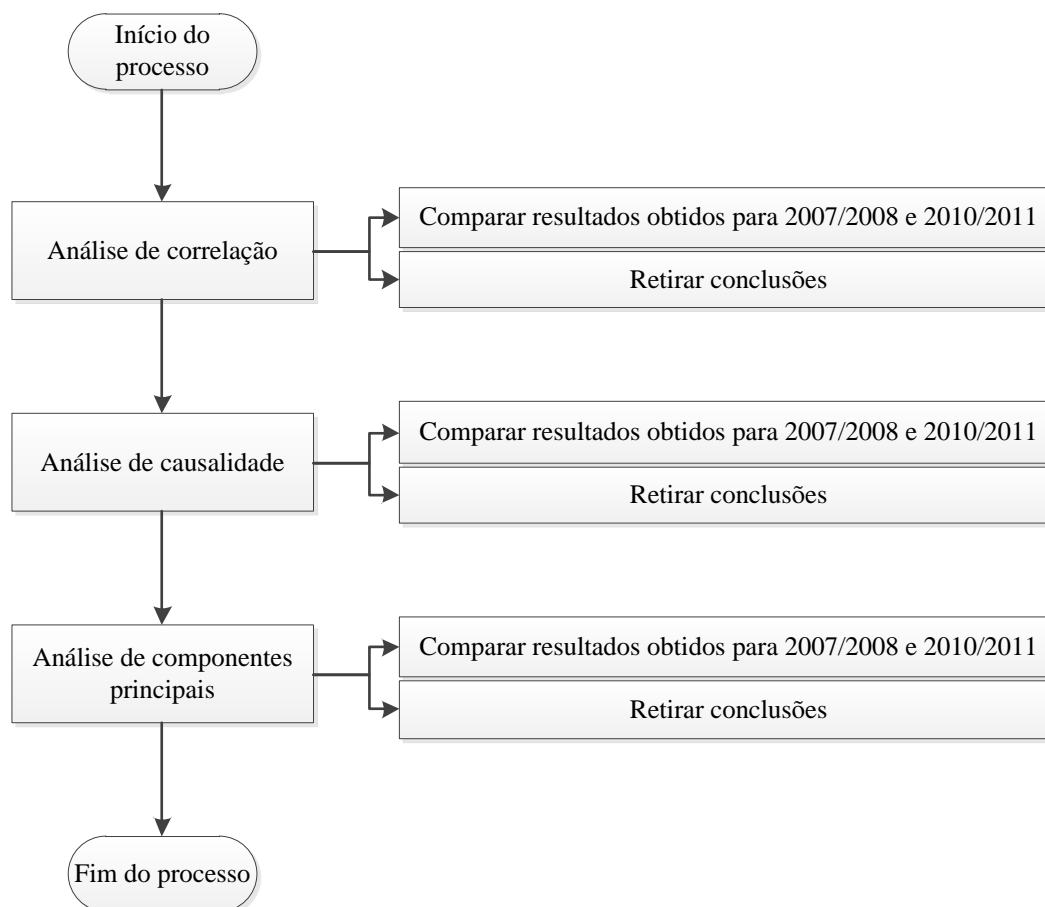 Início do
processo
Análise de correlação
Comparar resultados obtidos para 2007/2008 e 2010/2011
Retirar conclusões
Análise de causalidade
Comparar resultados obtidos para 2007/2008 e 2010/2011
Retirar conclusões
Análise de componentes
principais
Comparar resultados obtidos para 2007/2008 e 2010/2011
Retirar conclusões
Fim do processo